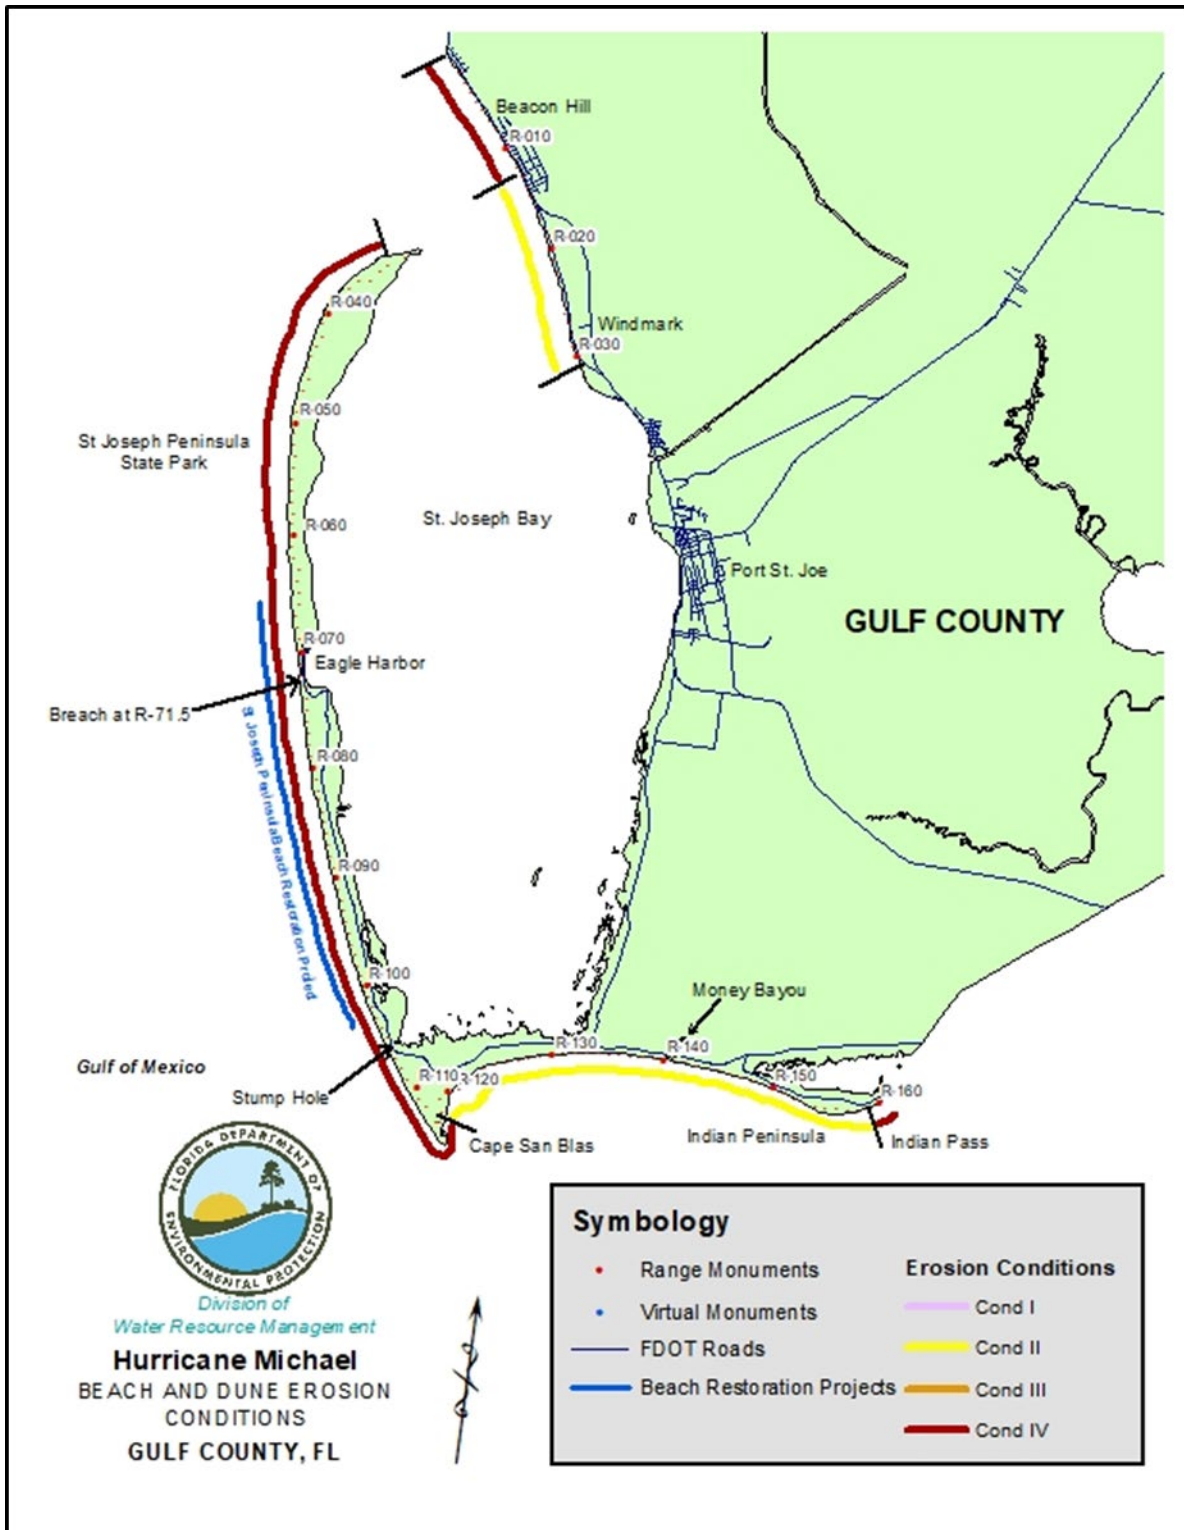 Beacon Hill
R-010
R-020
Windmark
R-030
R-040
R-050
St Joseph Peninsula
State Park
R-060
St. Joseph Bay
Port St. Joe
GULF COUNTY
R-070
Eagle Harbor
Breach at R-71.5
St Joseph Peninsula Beach Restoration Project
R-080
R-090
R-100
Money Bayou
R-130
R-140
Gulf of Mexico
R-110
R-120
R-150
R-160
Stump Hole
Cape San Blas
Indian Peninsula
Indian Pass
FLORIDA DEPARTMENT OF
ENVIRONMENTAL PROTECTION
Division of
Water Resource Management
Hurricane Michael
BEACH AND DUNE EROSION
CONDITIONS
GULF COUNTY, FL
Symbology
Range Monuments
Virtual Monuments
FDOT Roads
Beach Restoration Projects
Erosion Conditions
Cond I
Cond II
Cond III
Cond IV